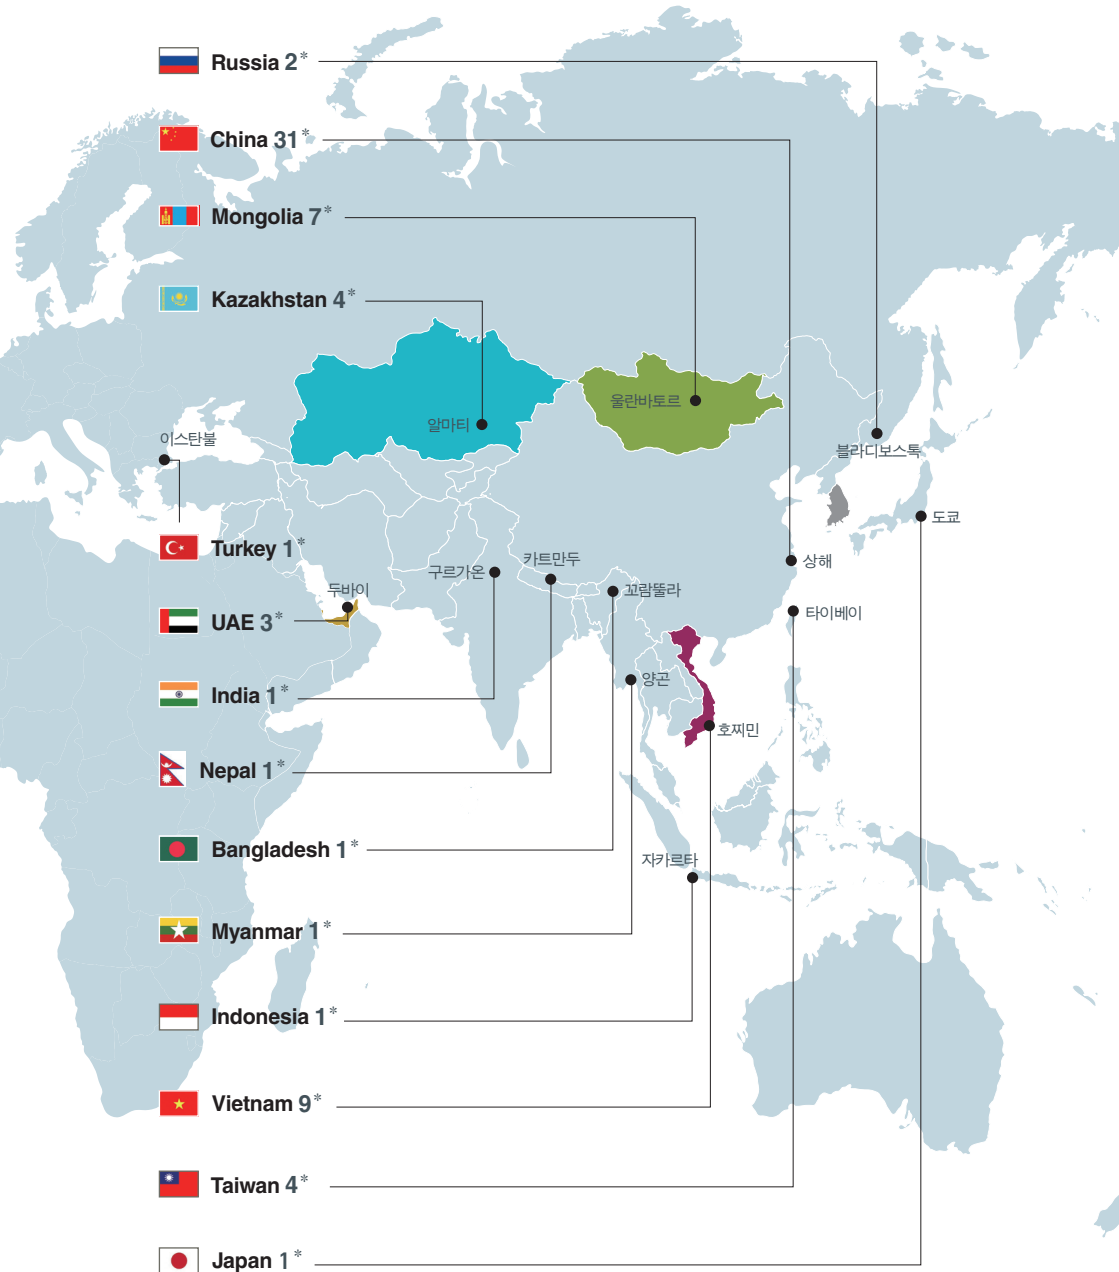 Russia 2*
China 31*
Mongolia 7*
Kazakhstan 4*
울란바토르
알마티
이스탄불
블라디보스톡
도쿄
Turkey 1*
카트만두
상해
구르가온
두바이
꼬람뚤라
타이베이
UAE 3*
양곤
India 1*
호찌민
Nepal 1*
Bangladesh 1*
자카르타
Myanmar 1*
Indonesia 1*
Vietnam 9*
Taiwan 4*
Japan 1*